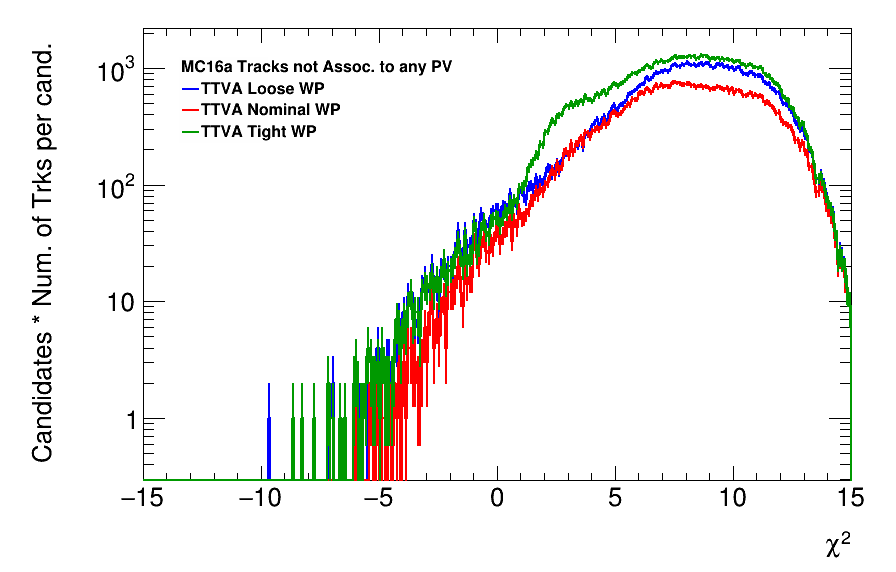 Candidates * Num. of Trks per cand.
MC16a Tracks not Assoc. to any PV
TTVA Loose WP
TTVA Nominal WP
TTVA Tight WP
10³
10²
10
1
−15 −10 −5 0 5 10 15
χ²